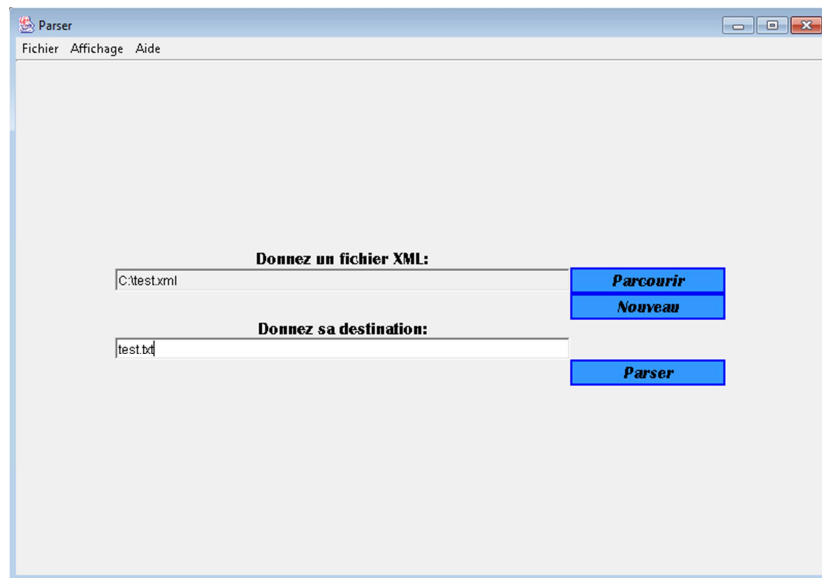 Parser
Fichier Affichage Aide
Donnez un fichier XML:
C:\test.xml
Parcourir
Nouveau
Donnez sa destination:
test.txt
Parser